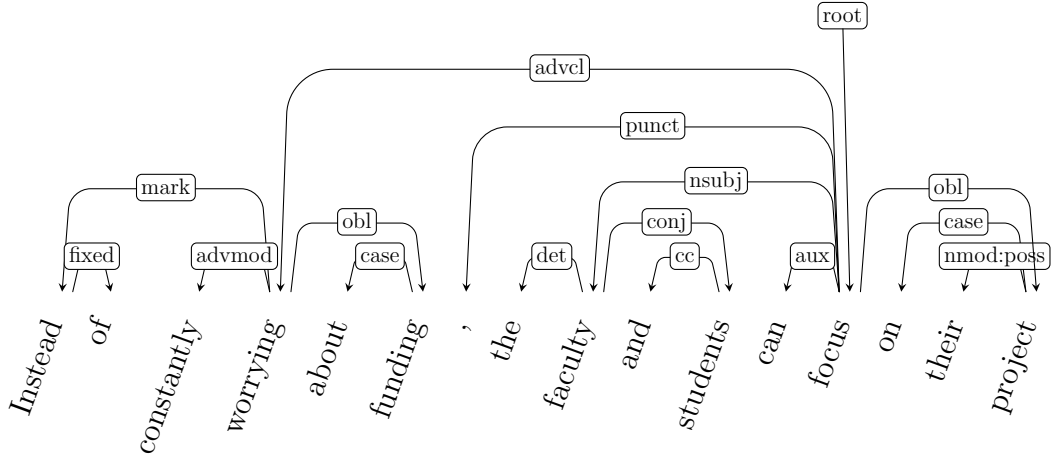 root
advcl
punct
nsubj
mark obl
obl conj case
fixed advmod case det cc aux nmod:poss
Instead of constantly worrying about funding , the faculty and students can focus on their project